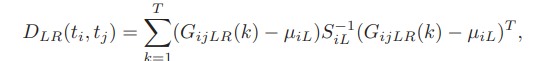 D_{LR}(t_i, t_j) = \sum_{k=1}^{T} (G_{ijLR}(k) - \mu_{iL}) S_{iL}^{-1} (G_{ijLR}(k) - \mu_{iL})^T,